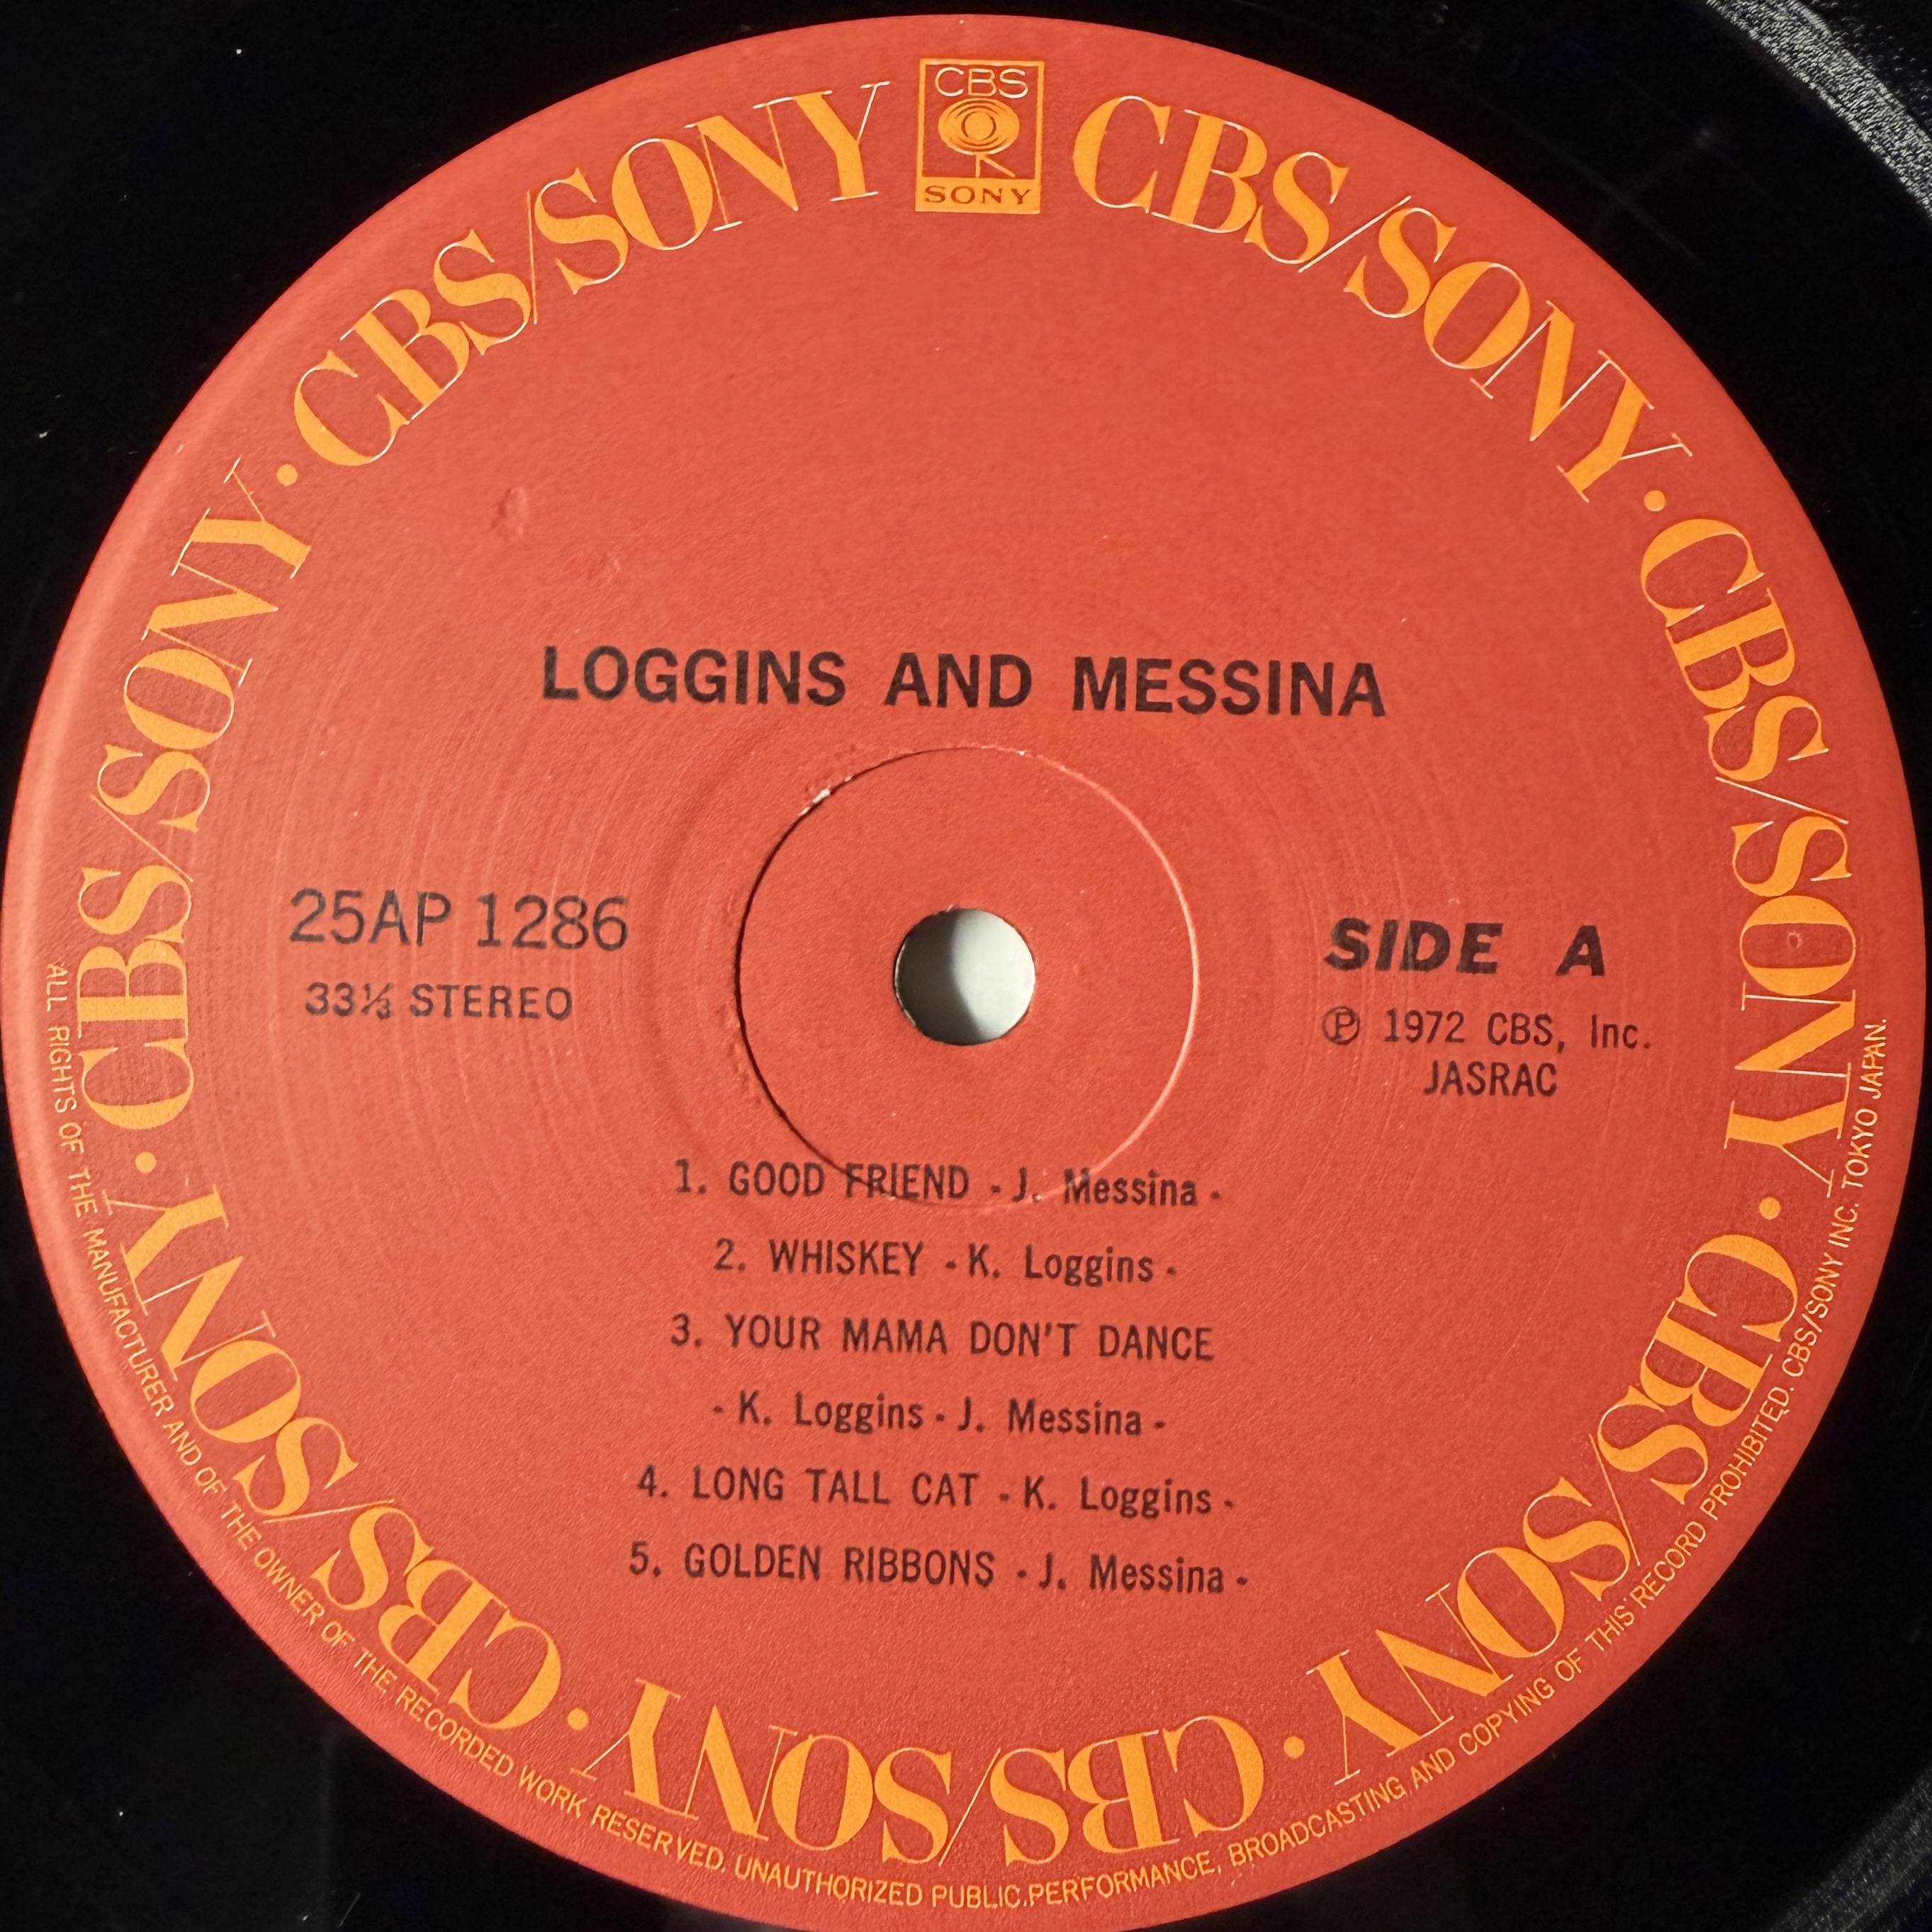 CBS
SONY
CBS/SONY · CBS/SONY · CBS/SONY · CBS/SONY · CBS/SONY · CBS/SONY · CBS/SONY
LOGGINS AND MESSINA
25AP 1286
33⅓ STEREO
SIDE A
℗ 1972 CBS, Inc.
JASRAC
1. GOOD FRIEND - J. Messina -
2. WHISKEY - K. Loggins -
3. YOUR MAMA DON'T DANCE
- K. Loggins - J. Messina -
4. LONG TALL CAT - K. Loggins -
5. GOLDEN RIBBONS - J. Messina -
ALL RIGHTS OF THE MANUFACTURER AND OF THE OWNER OF THE RECORDED WORK RESERVED. UNAUTHORIZED PUBLIC.PERFORMANCE, BROADCASTING AND COPYING OF THIS RECORD PROHIBITED. CBS/SONY INC. TOKYO JAPAN.